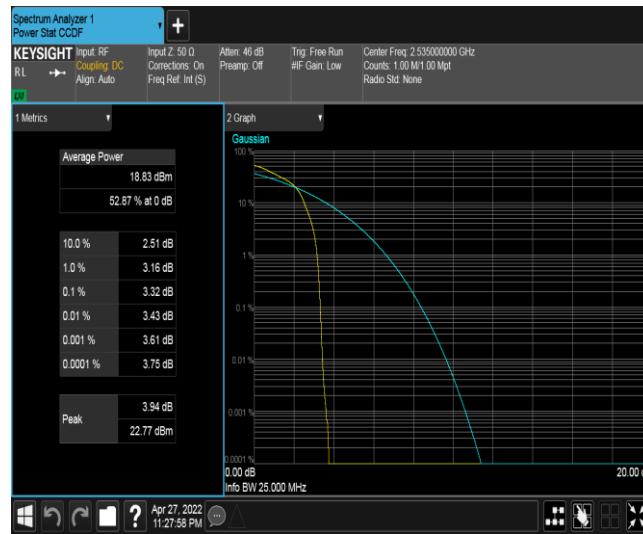 Spectrum Analyzer 1
Power Stat CCDF
KEYSIGHT
Input: RF
Input Z: 50 Ω
Atten: 46 dB
Trig: Free Run
Center Freq: 2.535000000 GHz
RL
Coupling: DC
Corrections: On
Preamp: Off
#IF Gain: Low
Counts: 1.00 M/1.00 Mpt
Align: Auto
Freq Ref: Int (S)
Radio Std: None
1 Metrics
2 Graph
Gaussian
Average Power
18.83 dBm
52.87 % at 0 dB
10.0 % 2.51 dB
1.0 % 3.16 dB
0.1 % 3.32 dB
0.01 % 3.43 dB
0.001 % 3.61 dB
0.0001 % 3.75 dB
Peak
3.94 dB
22.77 dBm
100 %
10 %
1 %
0.1 %
0.01 %
0.001 %
0.0001 %
0.00 dB
20.00
Info BW 25.000 MHz
Apr 27, 2022
11:27:58 PM